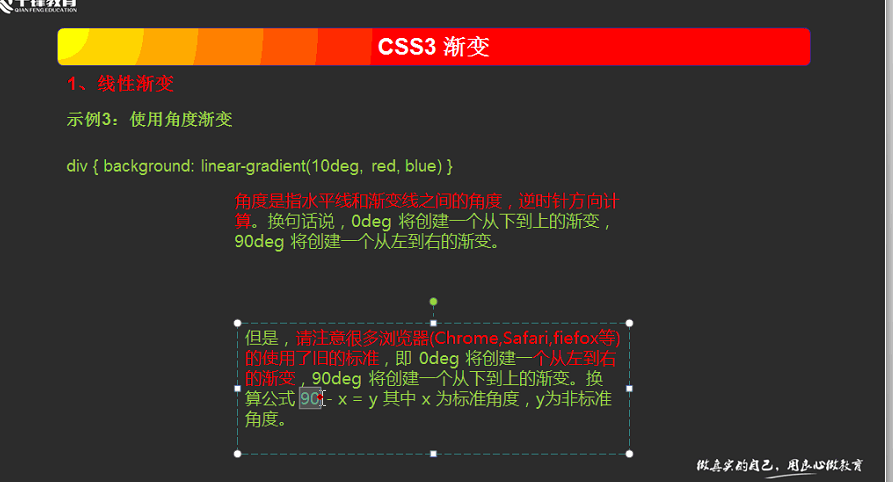 千锋教育
QIANFENG EDUCATION
CSS3 渐变
1、线性渐变
示例3：使用角度渐变
div { background: linear-gradient(10deg, red, blue) }
角度是指水平线和渐变线之间的角度，逆时针方向计
算。换句话说，0deg 将创建一个从下到上的渐变，
90deg 将创建一个从左到右的渐变。
但是，请注意很多浏览器(Chrome,Safari,fiefox等)
的使用了旧的标准，即 0deg 将创建一个从左到右
的渐变，90deg 将创建一个从下到上的渐变。换
算公式 90 - x = y 其中 x 为标准角度，y为非标准
角度。
做真实的自己，用良心做教育